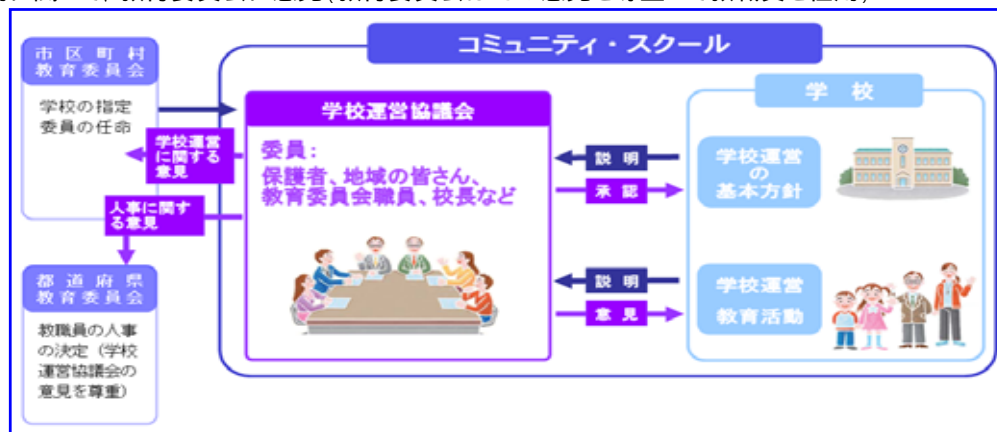 コミュニティ・スクール
市区町村
教育委員会
学校の指定
委員の任命
学校運営
に関する
意見
人事に関す
る意見
都道府県
教育委員会
教職員の人事
の決定（学校
運営協議会の
意見を尊重）
学校運営協議会
委員：
保護者、地域の皆さん、
教育委員会職員、校長など
説明
承認
説明
意見
学校
学校運営
の
基本方針
学校運営
教育活動